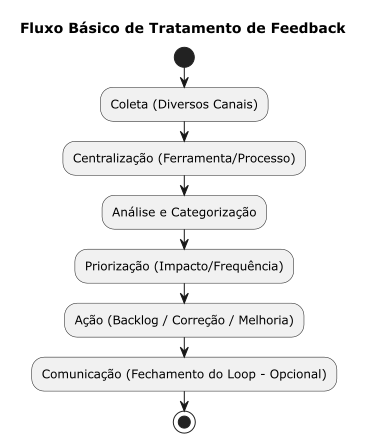 Fluxo Básico de Tratamento de Feedback
Coleta (Diversos Canais)
Centralização (Ferramenta/Processo)
Análise e Categorização
Priorização (Impacto/Frequência)
Ação (Backlog / Correção / Melhoria)
Comunicação (Fechamento do Loop - Opcional)